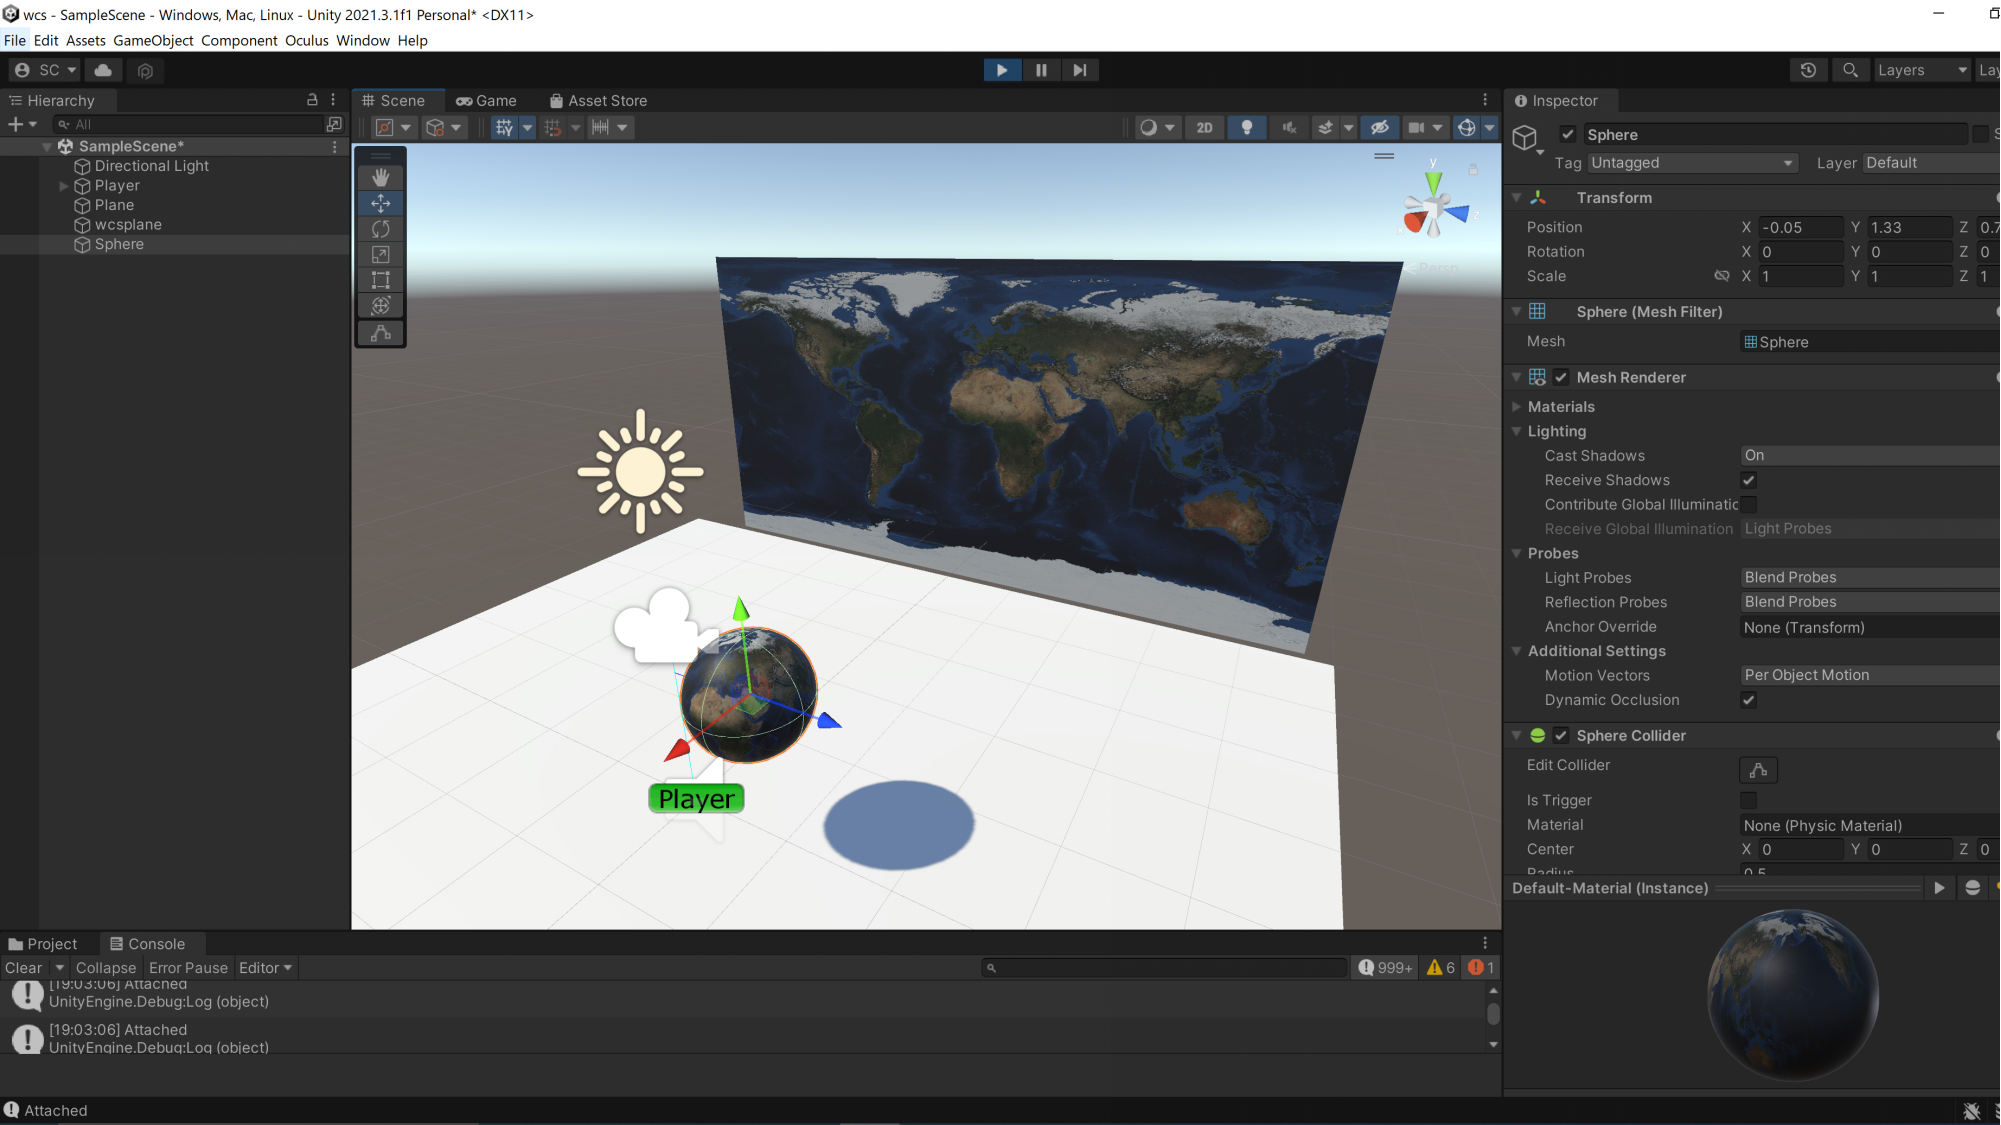 wcs - SampleScene - Windows, Mac, Linux - Unity 2021.3.1f1 Personal* <DX11>
File Edit Assets GameObject Component Oculus Window Help
SC
Layers
Lay
Hierarchy
All
SampleScene*
Directional Light
Player
Plane
wcsplane
Sphere
Scene
Game
Asset Store
2D
y
z
Persp
Player
Inspector
Sphere
S
Tag Untagged Layer Default
Transform
Position X -0.05 Y 1.33 Z 0.7
Rotation X 0 Y 0 Z 0
Scale X 1 Y 1 Z 1
Sphere (Mesh Filter)
Mesh Sphere
Mesh Renderer
Materials
Lighting
Cast Shadows On
Receive Shadows
Contribute Global Illuminatic
Receive Global Illumination Light Probes
Probes
Light Probes Blend Probes
Reflection Probes Blend Probes
Anchor Override None (Transform)
Additional Settings
Motion Vectors Per Object Motion
Dynamic Occlusion
Sphere Collider
Edit Collider
Is Trigger
Material None (Physic Material)
Center X 0 Y 0 Z 0
Radius 0.5
Default-Material (Instance)
Project
Console
Clear Collapse Error Pause Editor
999+ 6 1
[19:03:06] Attached
UnityEngine.Debug:Log (object)
[19:03:06] Attached
UnityEngine.Debug:Log (object)
Attached